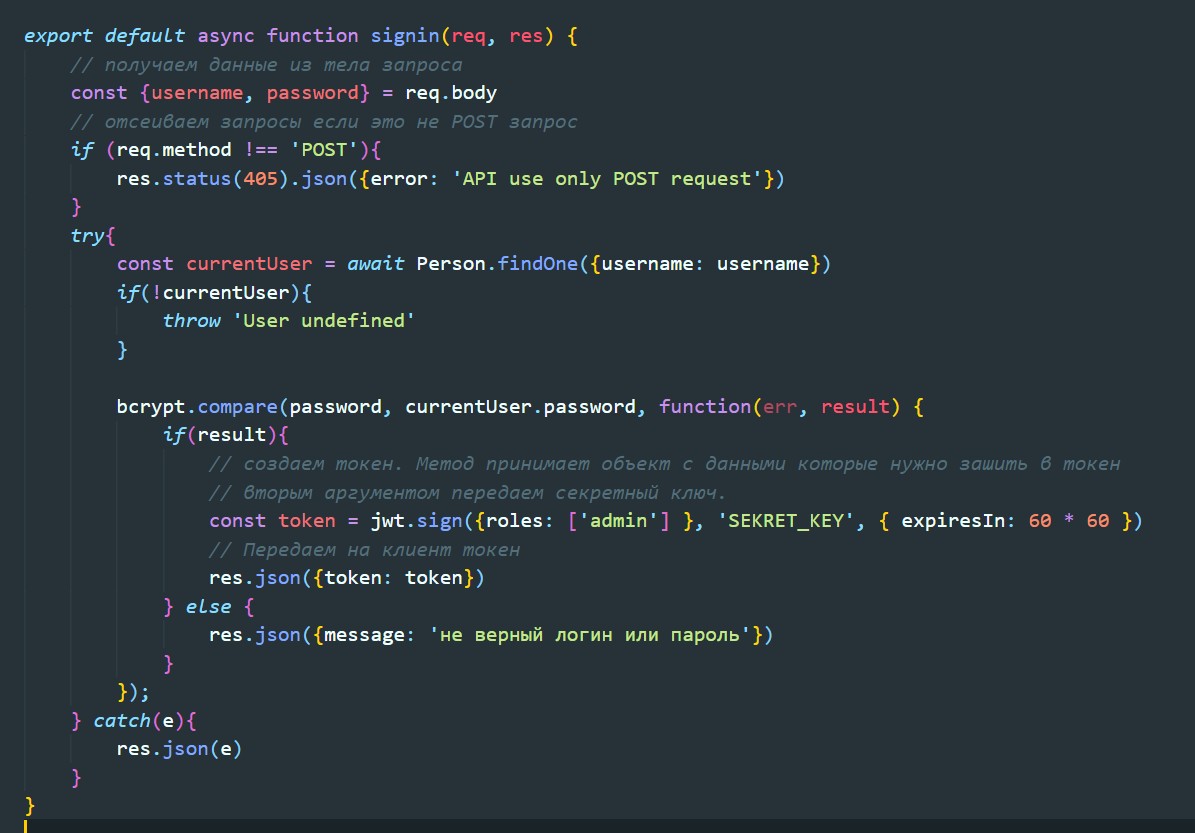 export default async function signin(req, res) {
// получаем данные из тела запроса
const {username, password} = req.body
// отсеиваем запросы если это не POST запрос
if (req.method !== 'POST'){
res.status(405).json({error: 'API use only POST request'})
}
try{
const currentUser = await Person.findOne({username: username})
if(!currentUser){
throw 'User undefined'
}
bcrypt.compare(password, currentUser.password, function(err, result) {
if(result){
// создаем токен. Метод принимает объект с данными которые нужно зашить в токен
// вторым аргументом передаем секретный ключ.
const token = jwt.sign({roles: ['admin'] }, 'SEKRET_KEY', { expiresIn: 60 * 60 })
// Передаем на клиент токен
res.json({token: token})
} else {
res.json({message: 'не верный логин или пароль'})
}
});
} catch(e){
res.json(e)
}
}